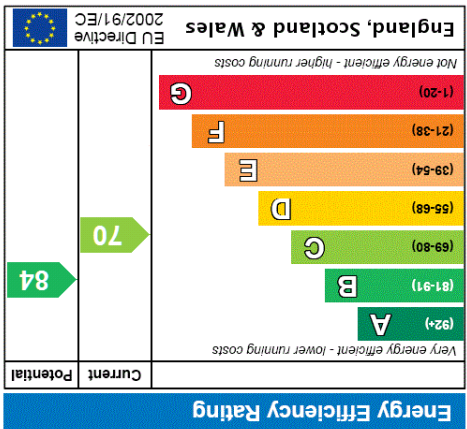 Energy Efficiency Rating
Current Potential
Very energy efficient - lower running costs
(92+) A
(81-91) B
(69-80) C
(55-68) D
(39-54) E
(21-38) F
(1-20) G
70
84
Not energy efficient - higher running costs
England, Scotland & Wales
EU Directive
2002/91/EC